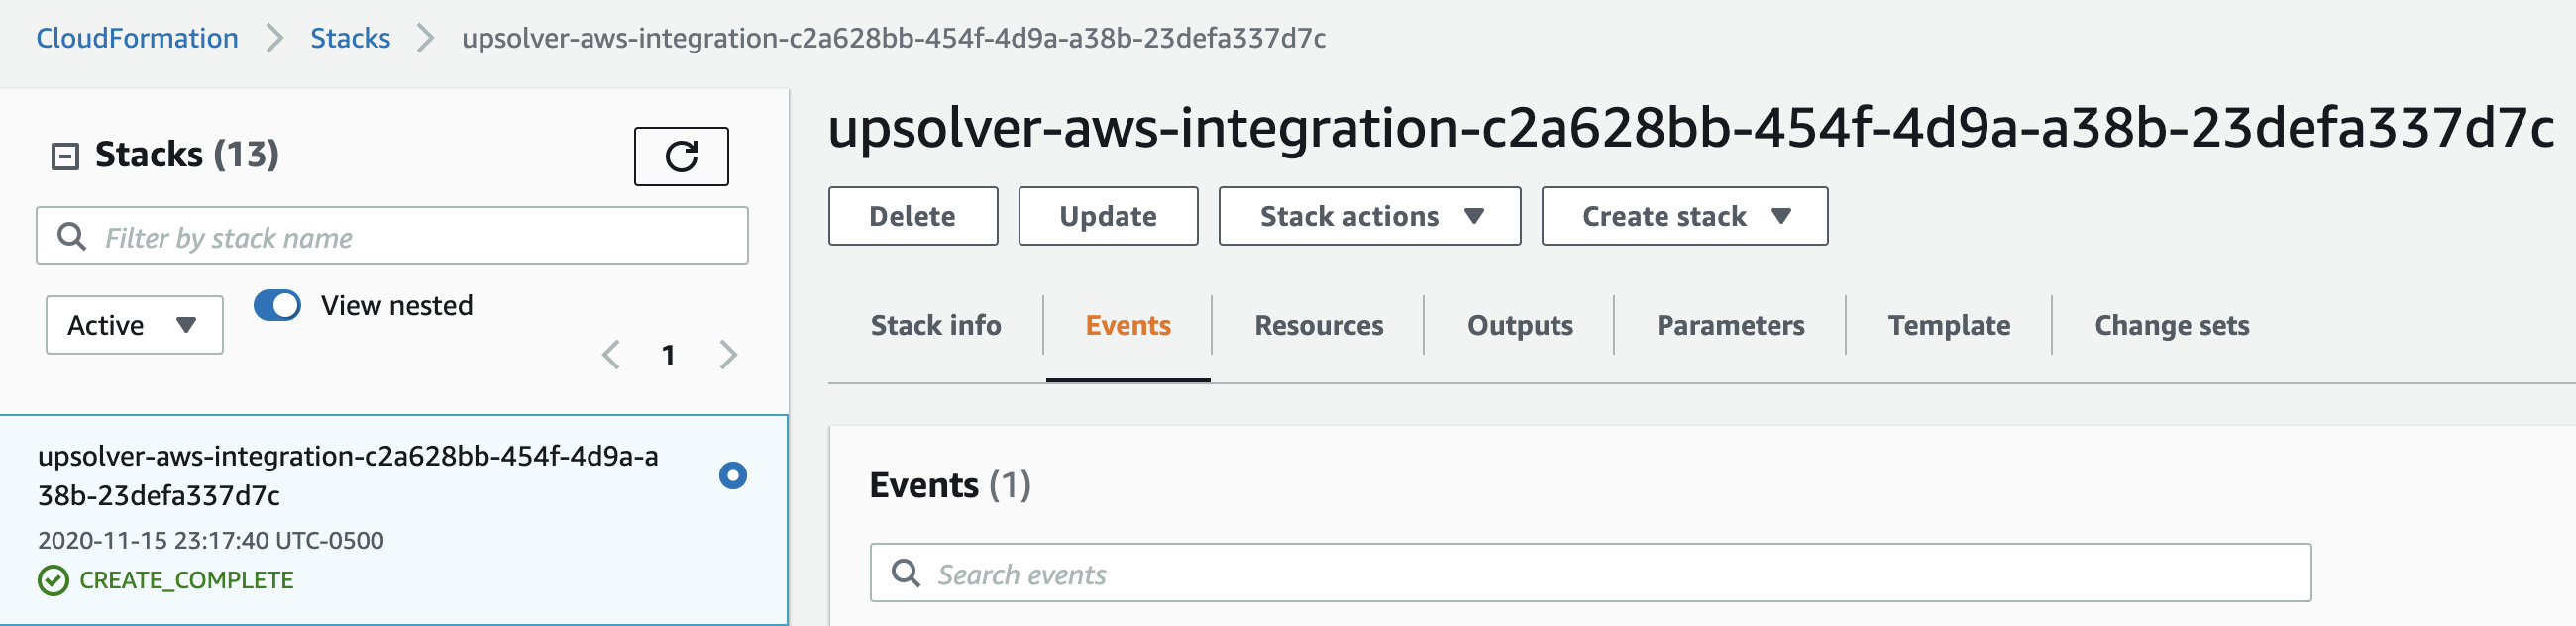 CloudFormation > Stacks > upsolver-aws-integration-c2a628bb-454f-4d9a-a38b-23defa337d7c
Stacks (13)
Filter by stack name
Active
View nested
1
upsolver-aws-integration-c2a628bb-454f-4d9a-a
38b-23defa337d7c
2020-11-15 23:17:40 UTC-0500
CREATE_COMPLETE
upsolver-aws-integration-c2a628bb-454f-4d9a-a38b-23defa337d7c
Delete Update Stack actions Create stack
Stack info Events Resources Outputs Parameters Template Change sets
Events (1)
Search events